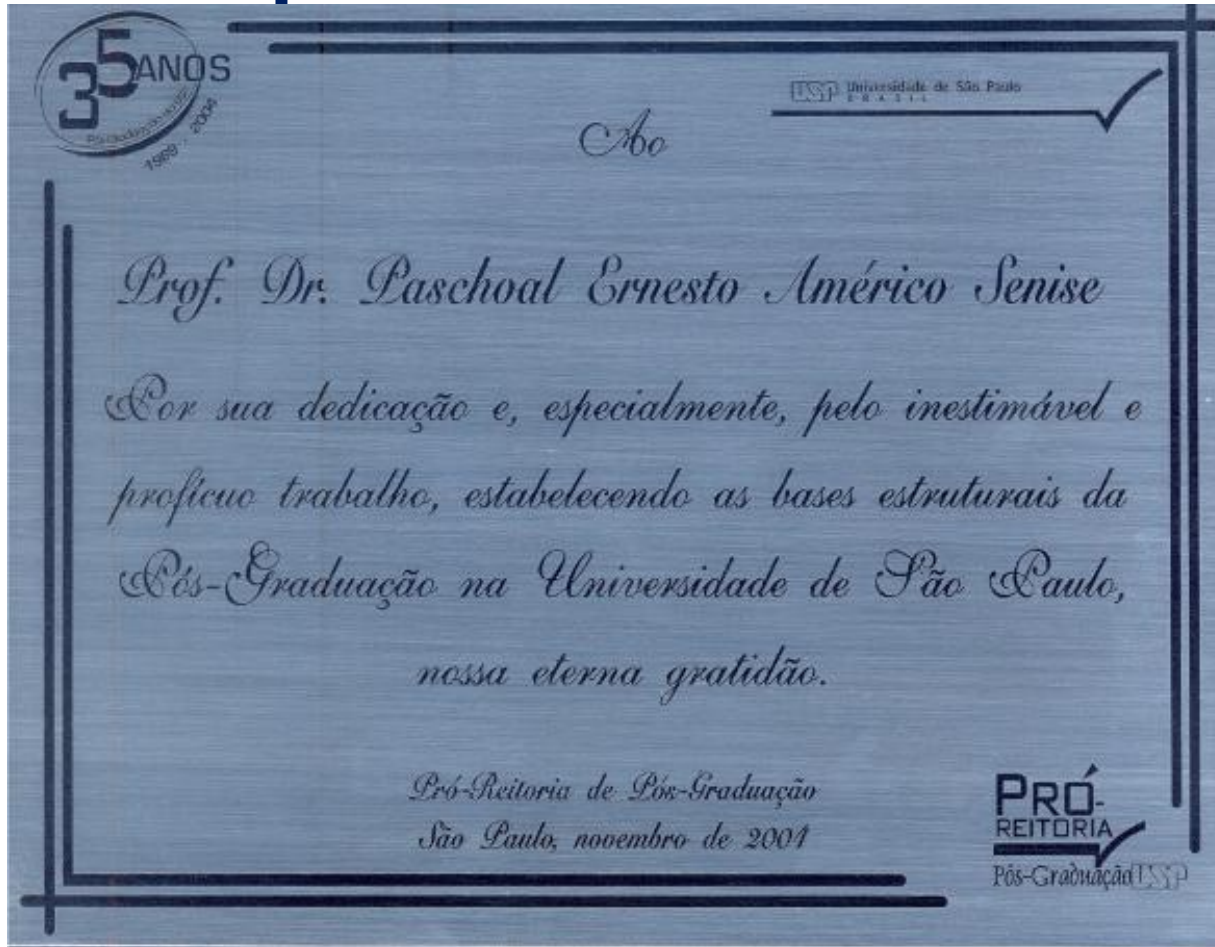 35 ANOS
1969 - 2004
USP Universidade de São Paulo
BRASIL
Ao
Prof. Dr. Paschoal Ernesto Américo Senise
Por sua dedicação e, especialmente, pelo inestimável e
profícuo trabalho, estabelecendo as bases estruturais da
Pós-Graduação na Universidade de São Paulo,
nossa eterna gratidão.
Pró-Reitoria de Pós-Graduação
São Paulo, novembro de 2004
PRÓ-
REITORIA
Pós-Graduação USP